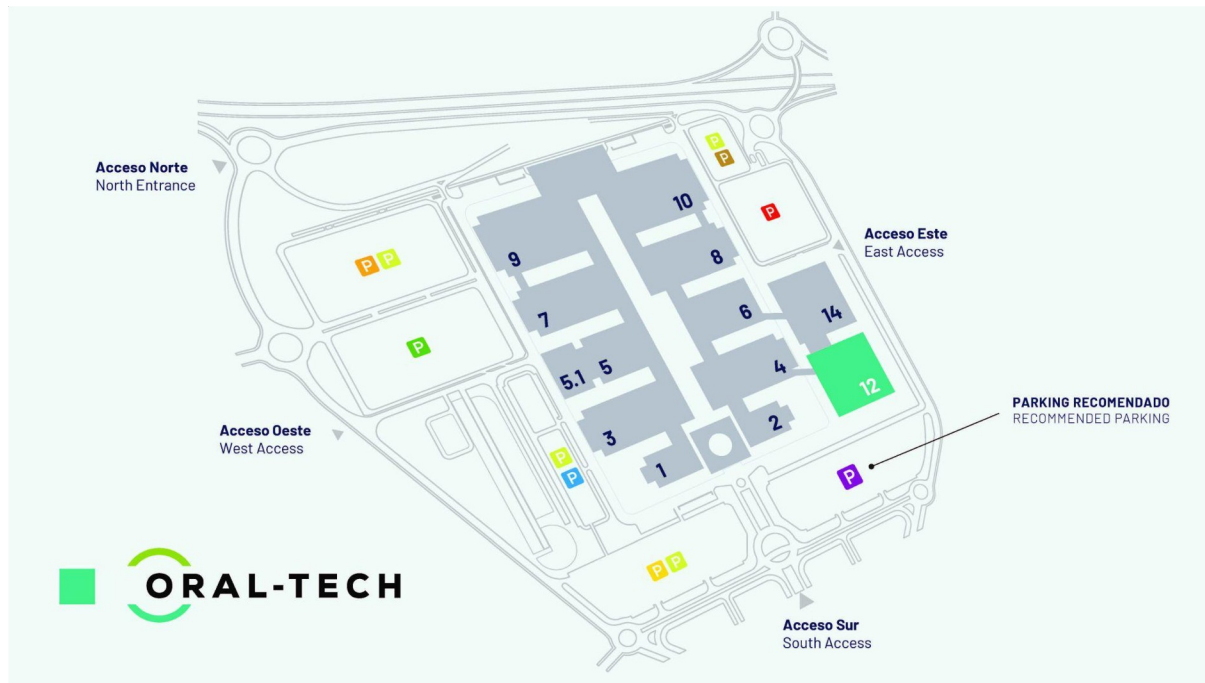 Acceso Norte
North Entrance
P
P
P
P P
P
10
9
8
Acceso Este
East Access
7
6
14
5.1 5
4
12
3
2
1
PARKING RECOMENDADO
RECOMMENDED PARKING
Acceso Oeste
West Access
P
P
P
P P
ORAL-TECH
Acceso Sur
South Access